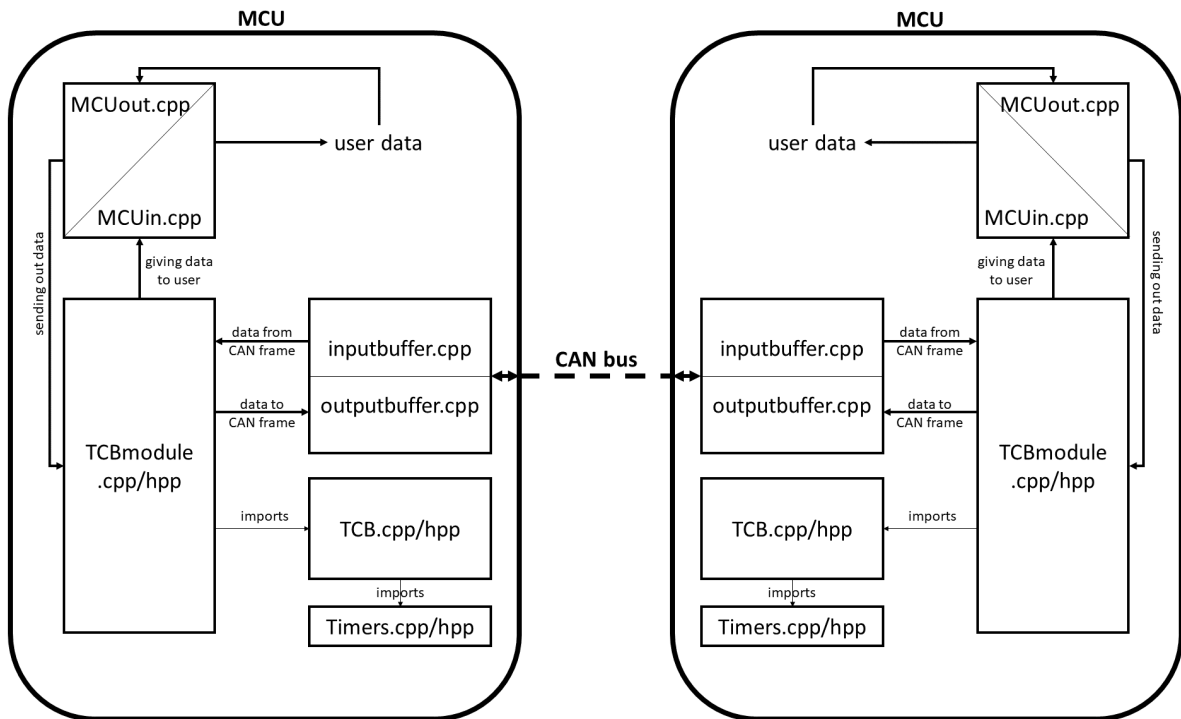 MCU
MCUout.cpp
MCUin.cpp
user data
sending out data
giving data
to user
data from
CAN frame
data to
CAN frame
inputbuffer.cpp
outputbuffer.cpp
TCBmodule
.cpp/hpp
imports
TCB.cpp/hpp
imports
Timers.cpp/hpp
CAN bus
MCU
user data
MCUout.cpp
MCUin.cpp
sending out data
giving data
to user
inputbuffer.cpp
outputbuffer.cpp
data from
CAN frame
data to
CAN frame
TCBmodule
.cpp/hpp
imports
TCB.cpp/hpp
imports
Timers.cpp/hpp